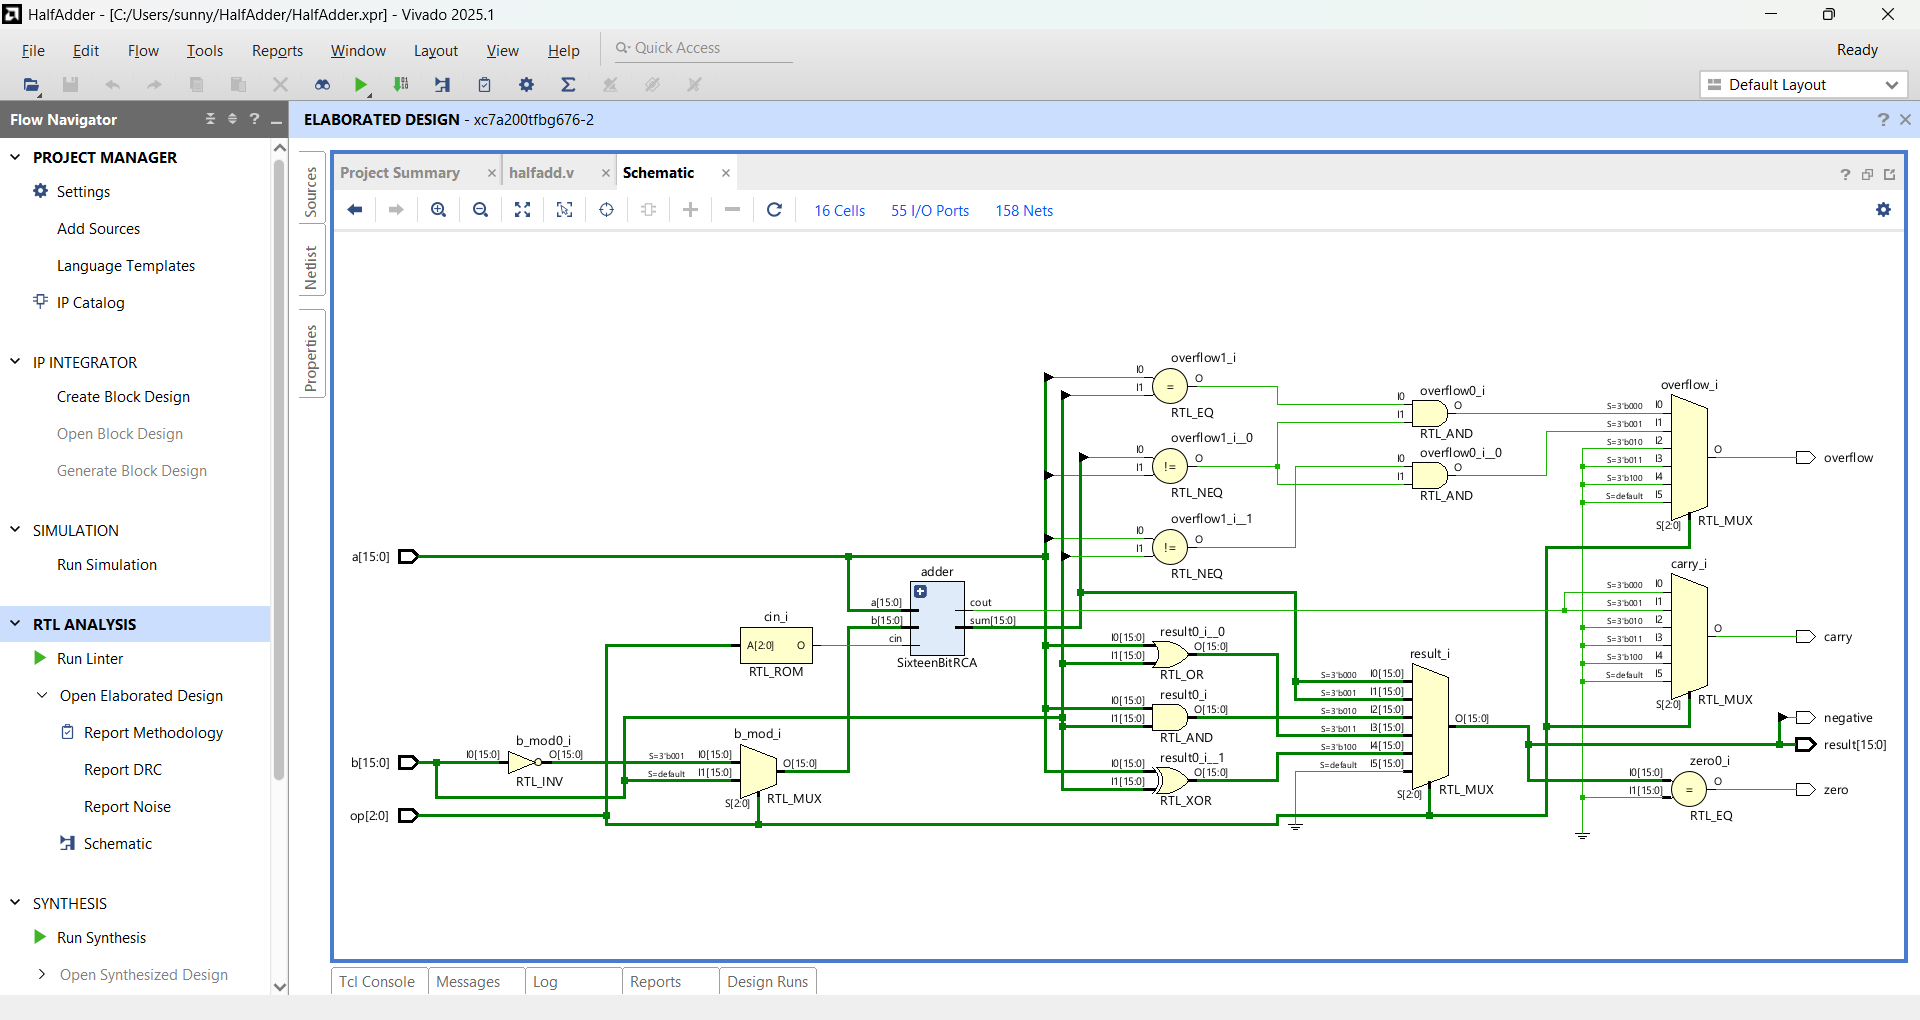 HalfAdder - [C:/Users/sunny/HalfAdder/HalfAdder.xpr] - Vivado 2025.1
File Edit Flow Tools Reports Window Layout View Help Quick Access
Ready
Default Layout
Flow Navigator
PROJECT MANAGER
Settings
Add Sources
Language Templates
IP Catalog
IP INTEGRATOR
Create Block Design
Open Block Design
Generate Block Design
SIMULATION
Run Simulation
RTL ANALYSIS
Run Linter
Open Elaborated Design
Report Methodology
Report DRC
Report Noise
Schematic
SYNTHESIS
Run Synthesis
Open Synthesized Design
ELABORATED DESIGN - xc7a200tfbg676-2
Sources
Netlist
Properties
Project Summary
halfadd.v
Schematic
16 Cells 55 I/O Ports 158 Nets
a[15:0]
b[15:0]
op[2:0]
b_mod0_i
I0[15:0] O[15:0]
RTL_INV
cin_i
A[2:0] O
RTL_ROM
b_mod_i
S=3'b001 I0[15:0]
S=default I1[15:0]
O[15:0]
S[2:0]
RTL_MUX
adder
a[15:0]
b[15:0]
cin
cout
sum[15:0]
SixteenBitRCA
overflow1_i
I0
I1
O
RTL_EQ
overflow1_i__0
I0
I1
O
RTL_NEQ
overflow1_i__1
I0
I1
O
RTL_NEQ
result0_i__0
I0[15:0]
I1[15:0]
O[15:0]
RTL_OR
result0_i
I0[15:0]
I1[15:0]
O[15:0]
RTL_AND
result0_i__1
I0[15:0]
I1[15:0]
O[15:0]
RTL_XOR
overflow0_i
I0
I1
O
RTL_AND
overflow0_i__0
I0
I1
O
RTL_AND
result_i
S=3'b000 I0[15:0]
S=3'b001 I1[15:0]
S=3'b010 I2[15:0]
S=3'b011 I3[15:0]
S=3'b100 I4[15:0]
S=default I5[15:0]
O[15:0]
S[2:0]
RTL_MUX
overflow_i
S=3'b000 I0
S=3'b001 I1
S=3'b010 I2
S=3'b011 I3
S=3'b100 I4
S=default I5
O
S[2:0]
RTL_MUX
carry_i
S=3'b000 I0
S=3'b001 I1
S=3'b010 I2
S=3'b011 I3
S=3'b100 I4
S=default I5
O
S[2:0]
RTL_MUX
zero0_i
I0[15:0]
I1[15:0]
=
O
RTL_EQ
overflow
carry
negative
result[15:0]
zero
Tcl Console Messages Log Reports Design Runs